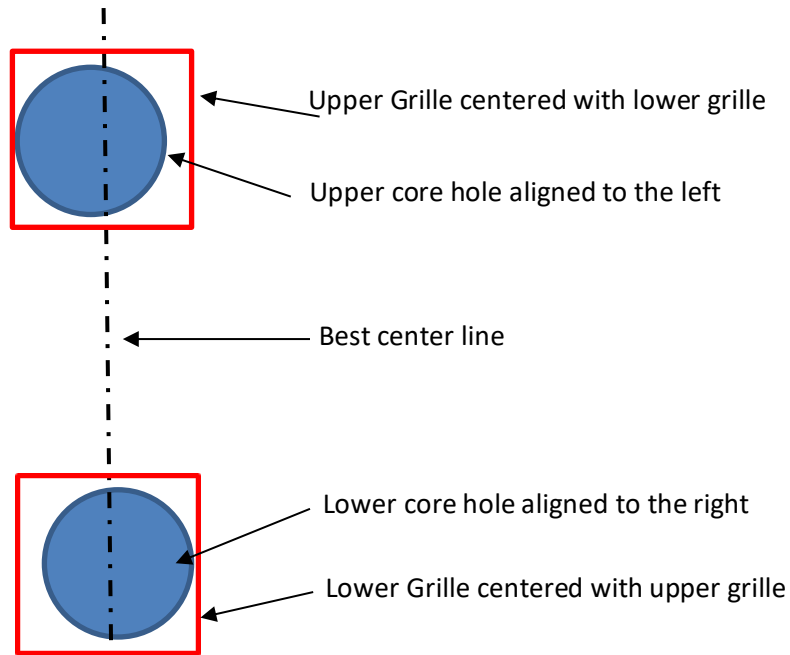 Upper Grille centered with lower grille
Upper core hole aligned to the left
Best center line
Lower core hole aligned to the right
Lower Grille centered with upper grille